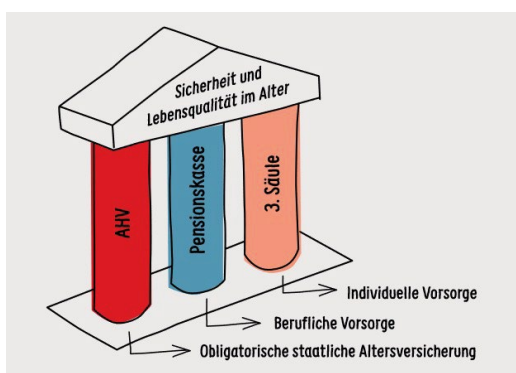 Sicherheit und
Lebensqualität im Alter
AHV
Pensionskasse
3. Säule
Individuelle Vorsorge
Berufliche Vorsorge
Obligatorische staatliche Altersversicherung